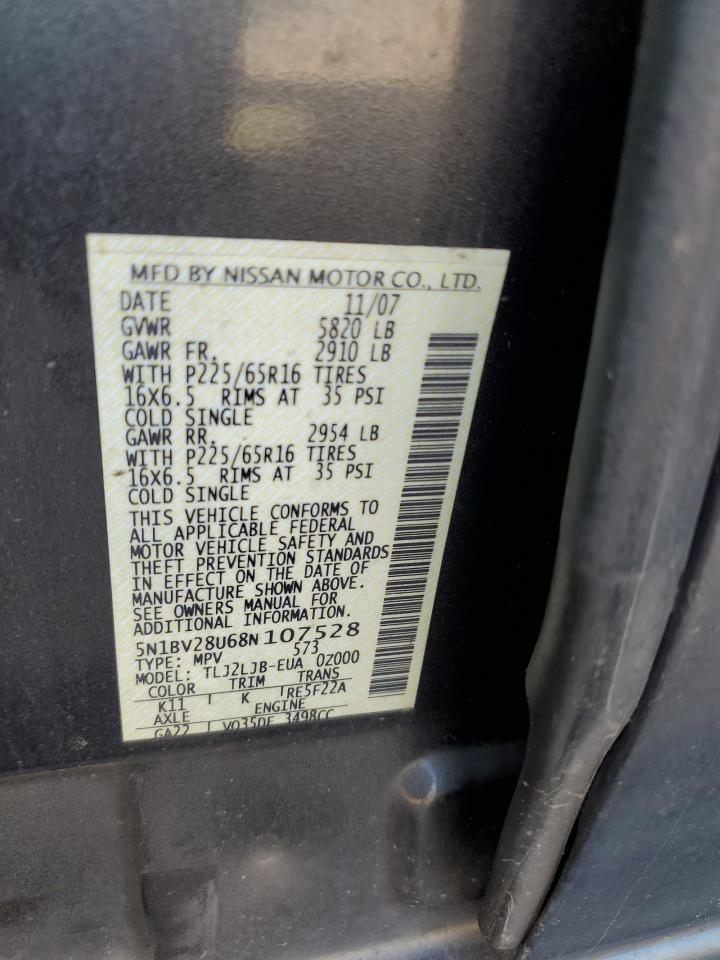 MFD BY NISSAN MOTOR CO., LTD.
DATE 11/07
GVWR 5820 LB
GAWR FR. 2910 LB
WITH P225/65R16 TIRES
16X6.5 RIMS AT 35 PSI
COLD SINGLE
GAWR RR. 2954 LB
WITH P225/65R16 TIRES
16X6.5 RIMS AT 35 PSI
COLD SINGLE
THIS VEHICLE CONFORMS TO
ALL APPLICABLE FEDERAL
MOTOR VEHICLE SAFETY AND
THEFT PREVENTION STANDARDS
IN EFFECT ON THE DATE OF
MANUFACTURE SHOWN ABOVE.
SEE OWNERS MANUAL FOR
ADDITIONAL INFORMATION.
5N1BV28U68N107528
TYPE: MPV 573
MODEL: TLJ2LJB-EUA 0Z000
COLOR TRIM TRANS
K11 K RE5F22A
AXLE ENGINE
GA22 VQ35DE 3498CC